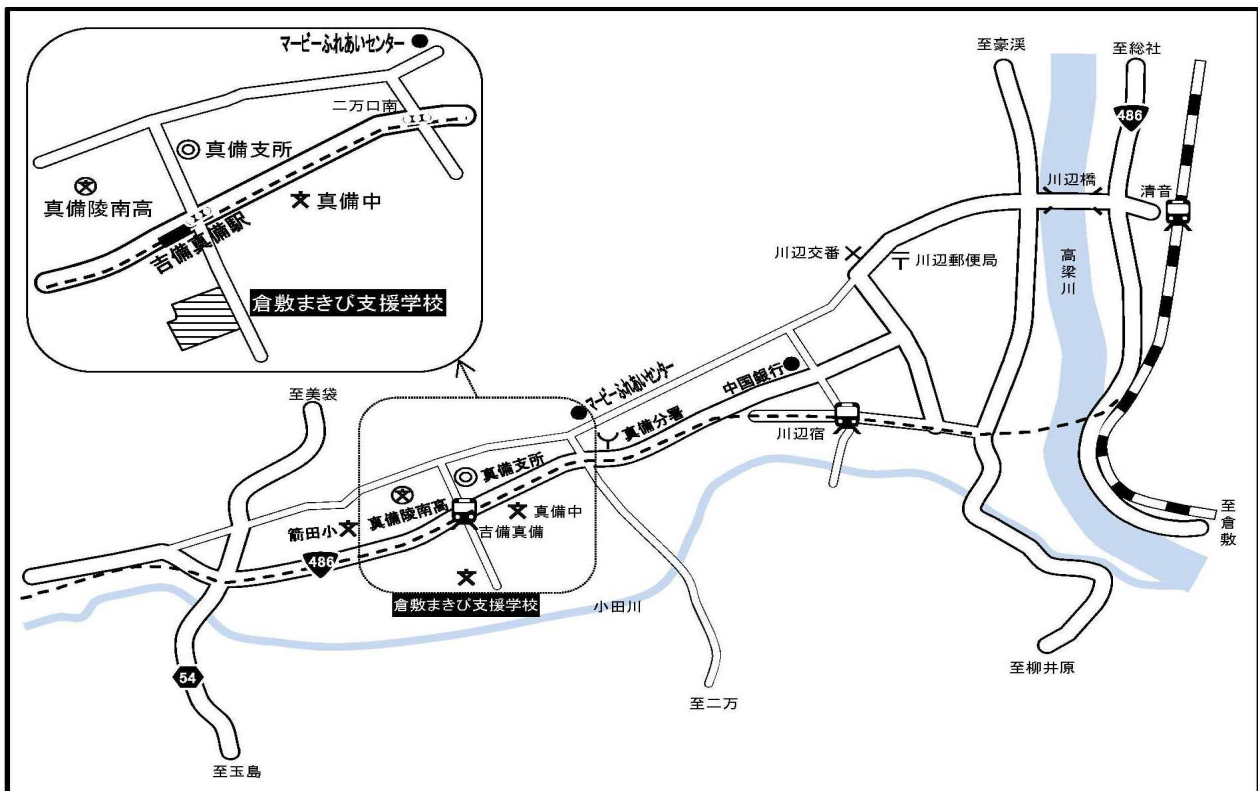 マービーふれあいセンター
二万口南
真備支所
真備陵南高
真備中
吉備真備駅
倉敷まきび支援学校
至豪渓
至総社
486
川辺橋
清音
川辺交番
川辺郵便局
高梁川
マービーふれあいセンター
中国銀行
真備分署
川辺宿
至美袋
真備支所
真備陵南高
箭田小
真備中
吉備真備
486
倉敷まきび支援学校
小田川
至倉敷
54
至二万
至柳井原
至玉島